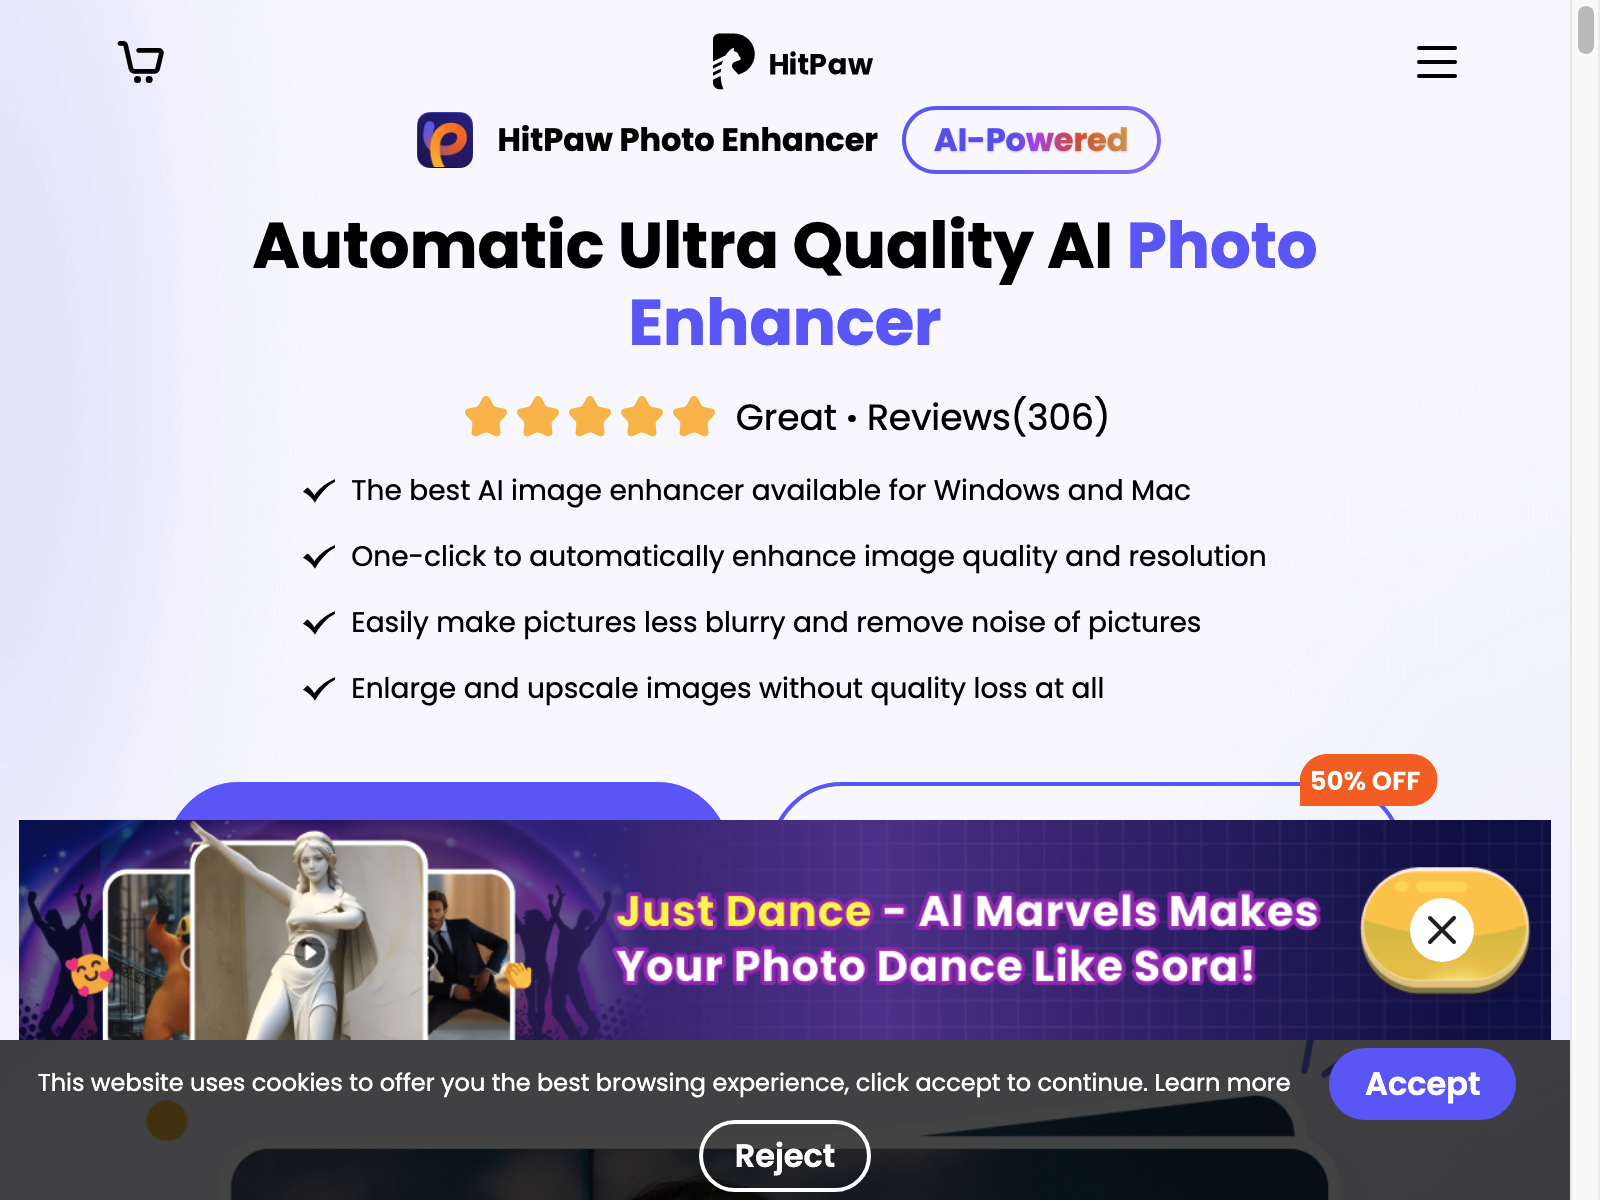 HitPaw
HitPaw Photo Enhancer
AI-Powered
Automatic Ultra Quality AI Photo
Enhancer
Great • Reviews(306)
The best AI image enhancer available for Windows and Mac
One-click to automatically enhance image quality and resolution
Easily make pictures less blurry and remove noise of pictures
Enlarge and upscale images without quality loss at all
50% OFF
Just Dance - AI Marvels Makes
Your Photo Dance Like Sora!
This website uses cookies to offer you the best browsing experience, click accept to continue. Learn more
Accept
Reject